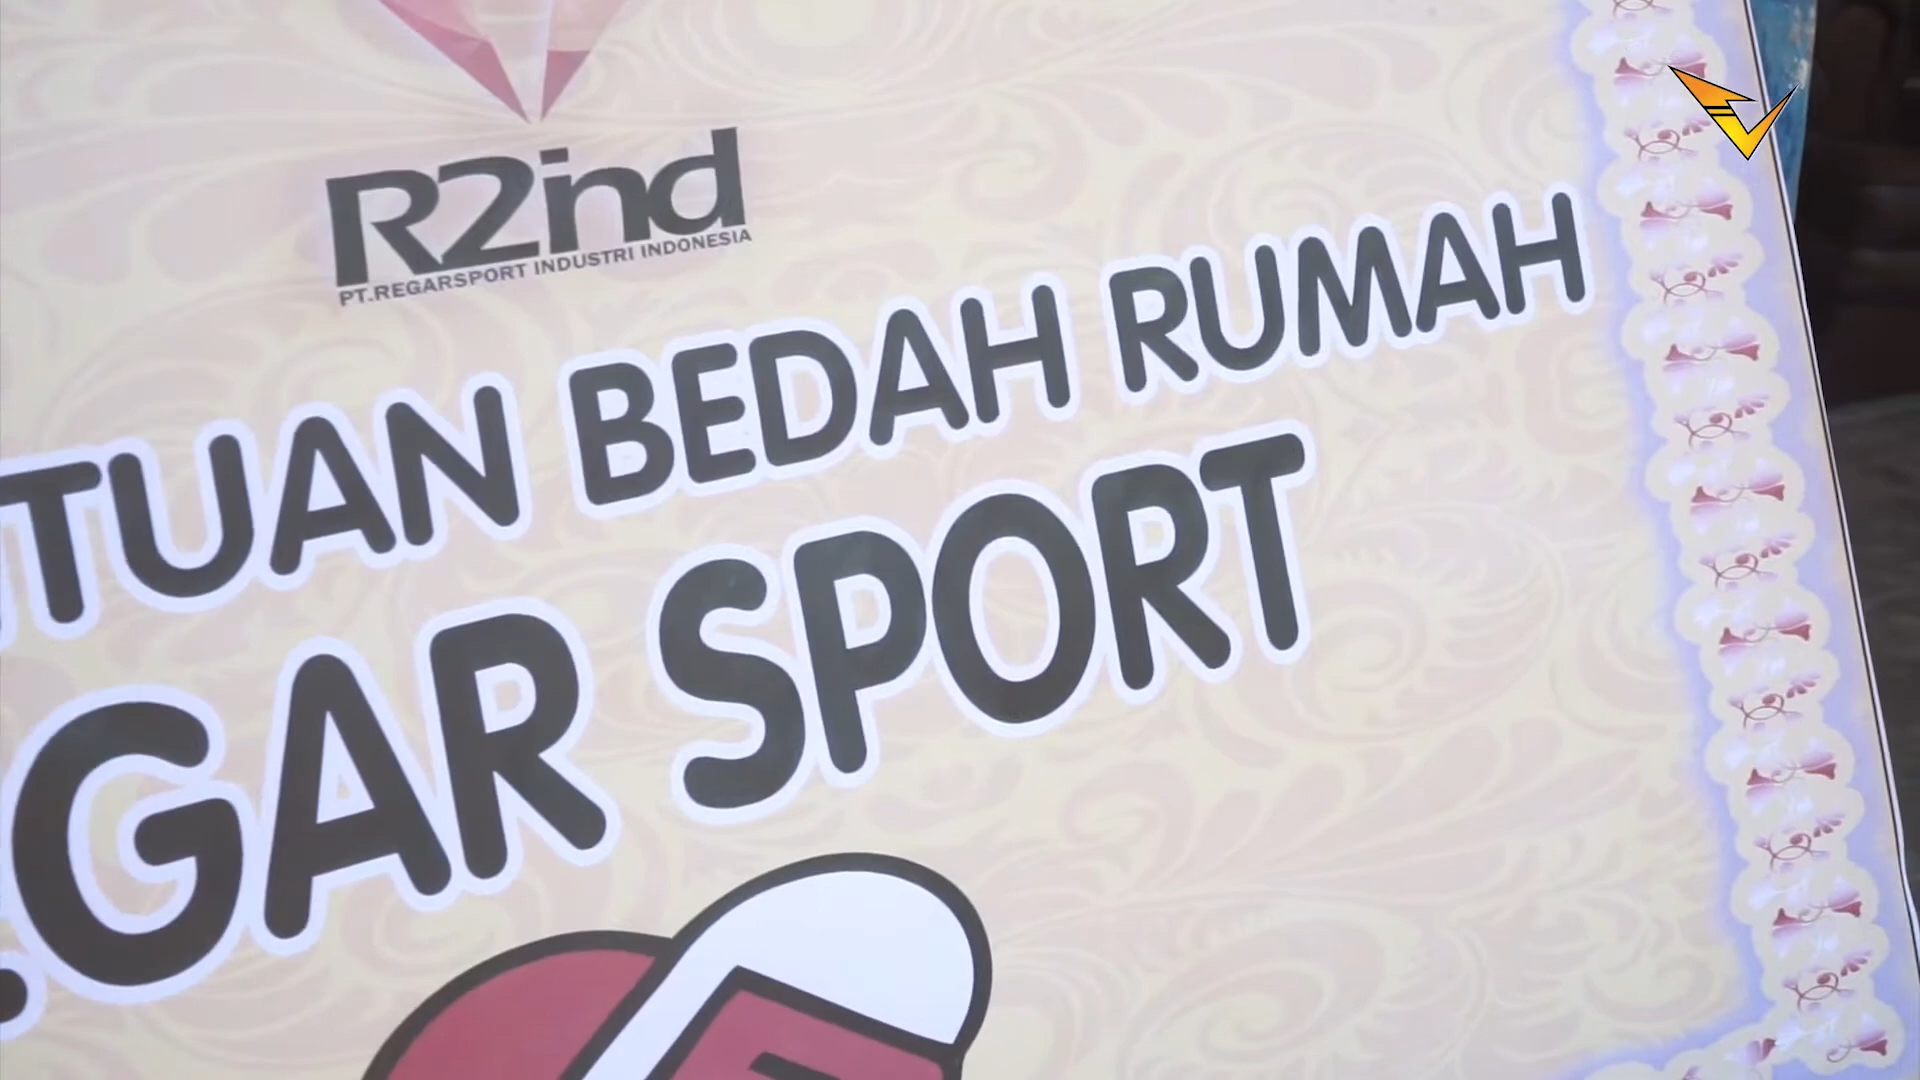 R2ind
PT.REGARSPORT INDUSTRI INDONESIA
TUAN BEDAH RUMAH
GAR SPORT